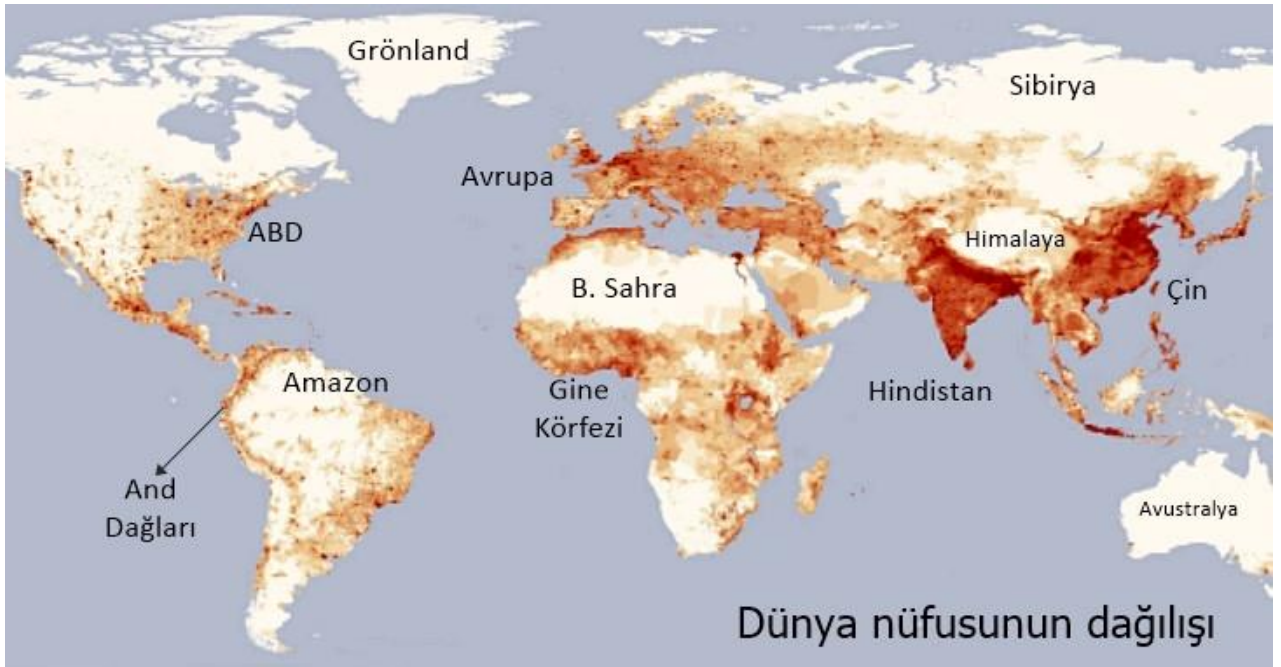 Grönland
Sibirya
Avrupa
ABD
Himalaya
B. Sahra
Çin
Amazon
Gine
Körfezi
Hindistan
And
Dağları
Avustralya
Dünya nüfusunun dağılışı